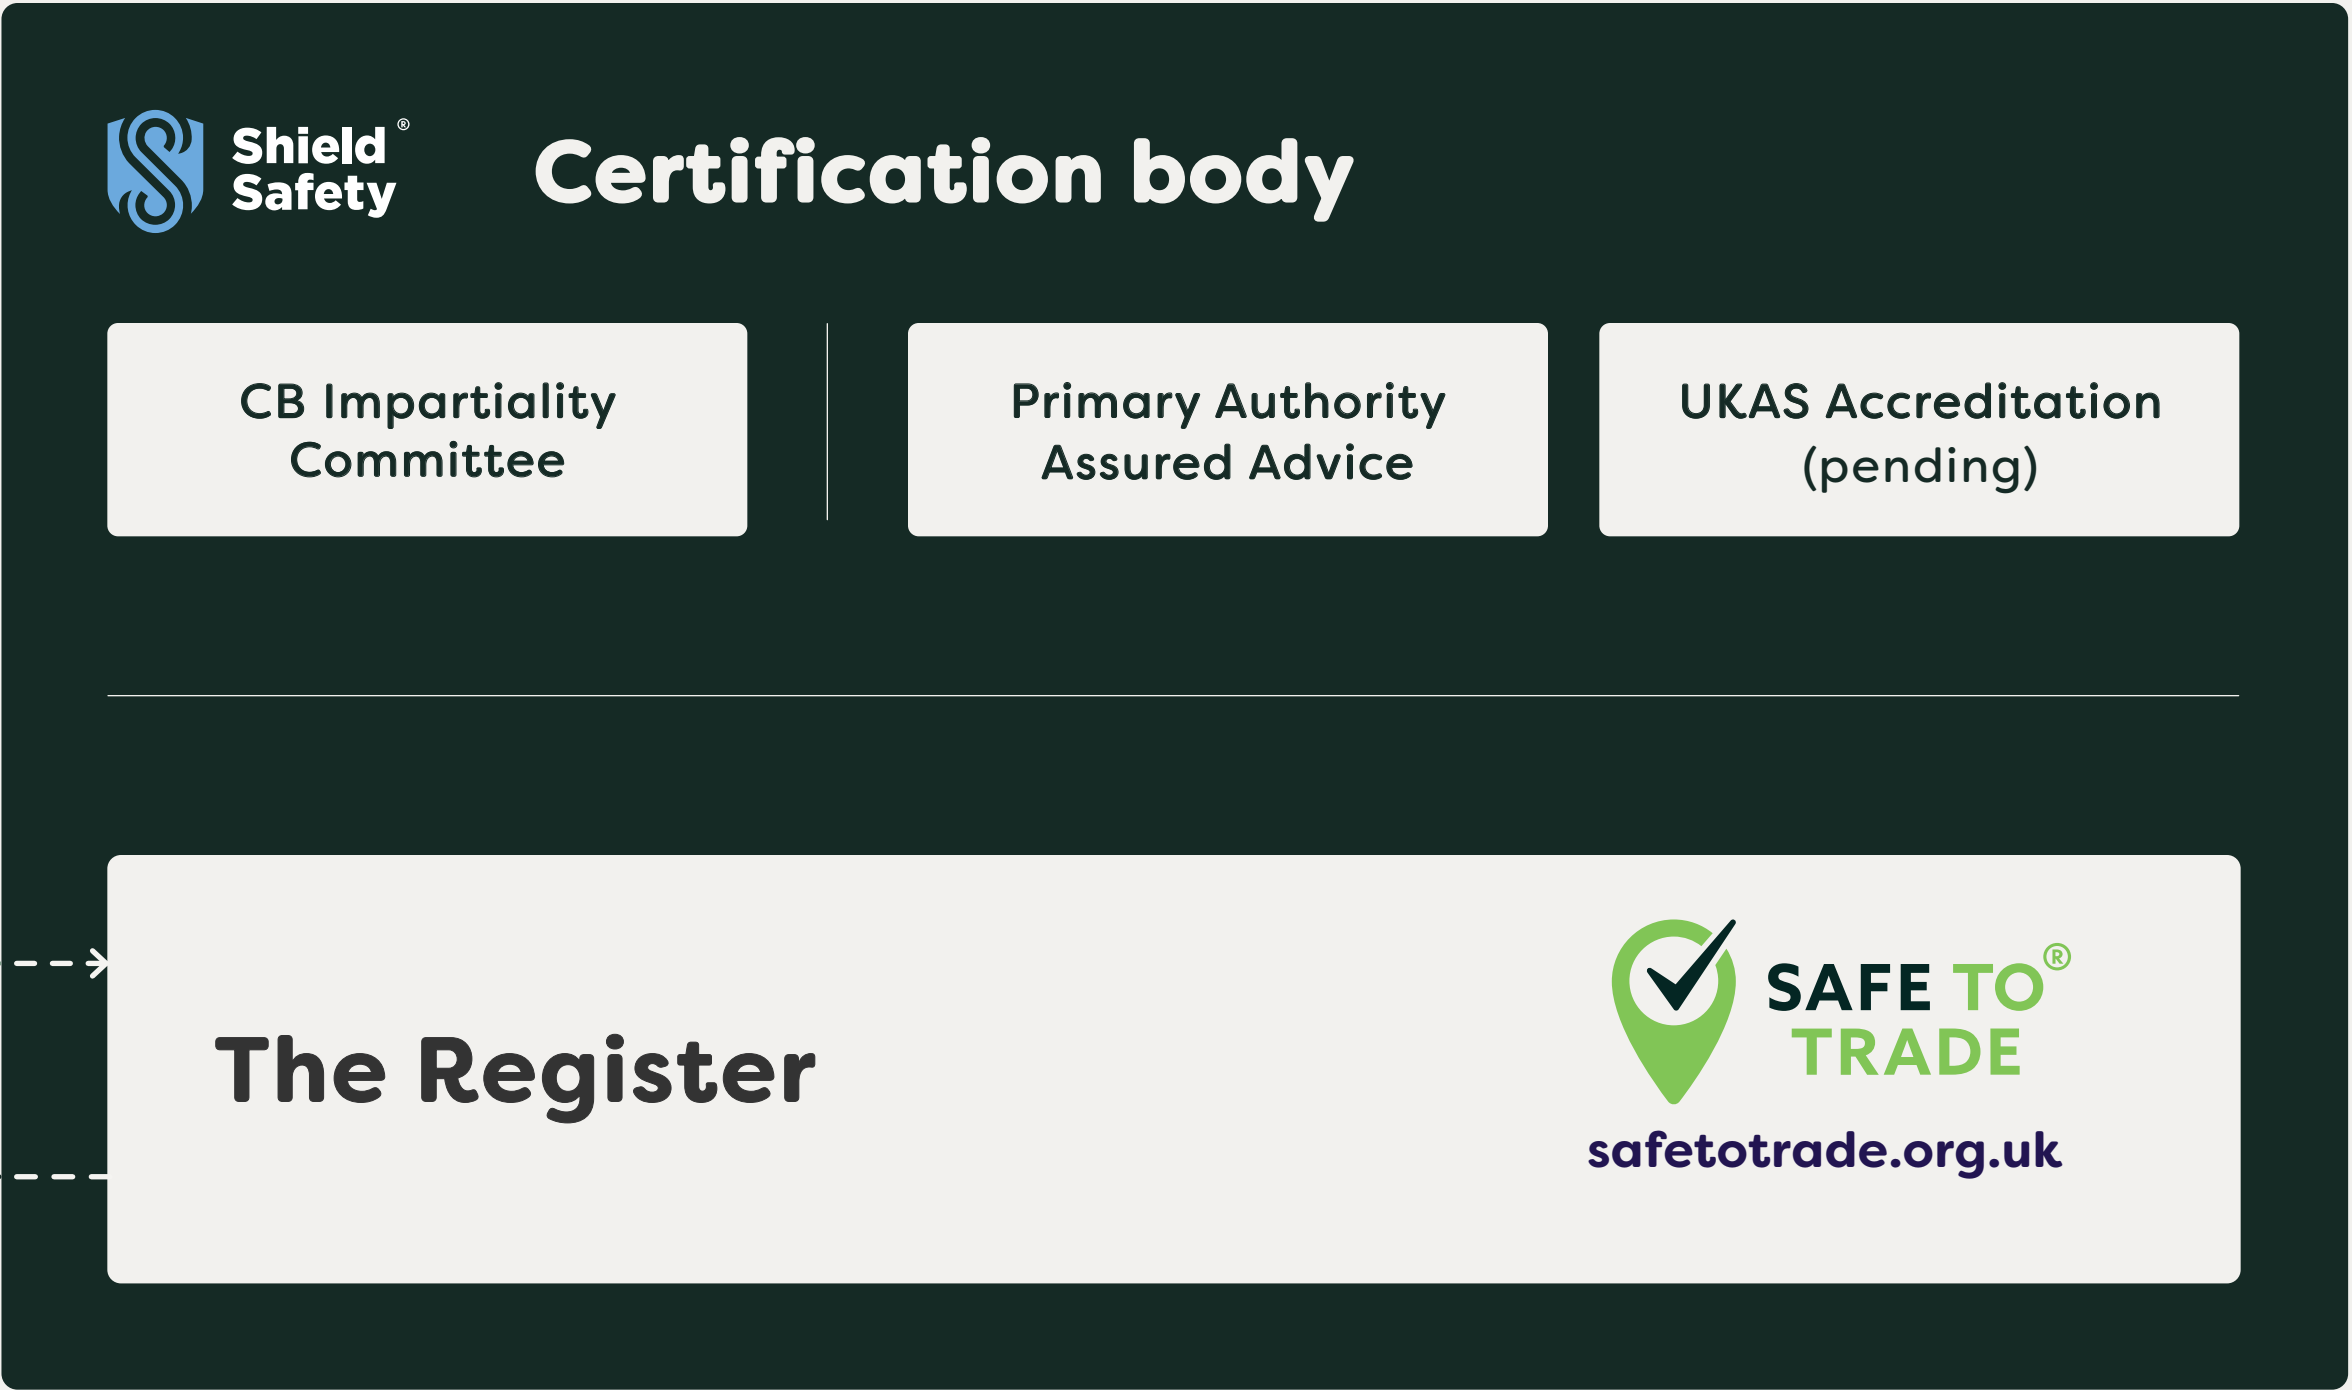 Shield ®
Safety
Certification body
CB Impartiality
Committee
Primary Authority
Assured Advice
UKAS Accreditation
(pending)
The Register
SAFE TO®
TRADE
safetotrade.org.uk